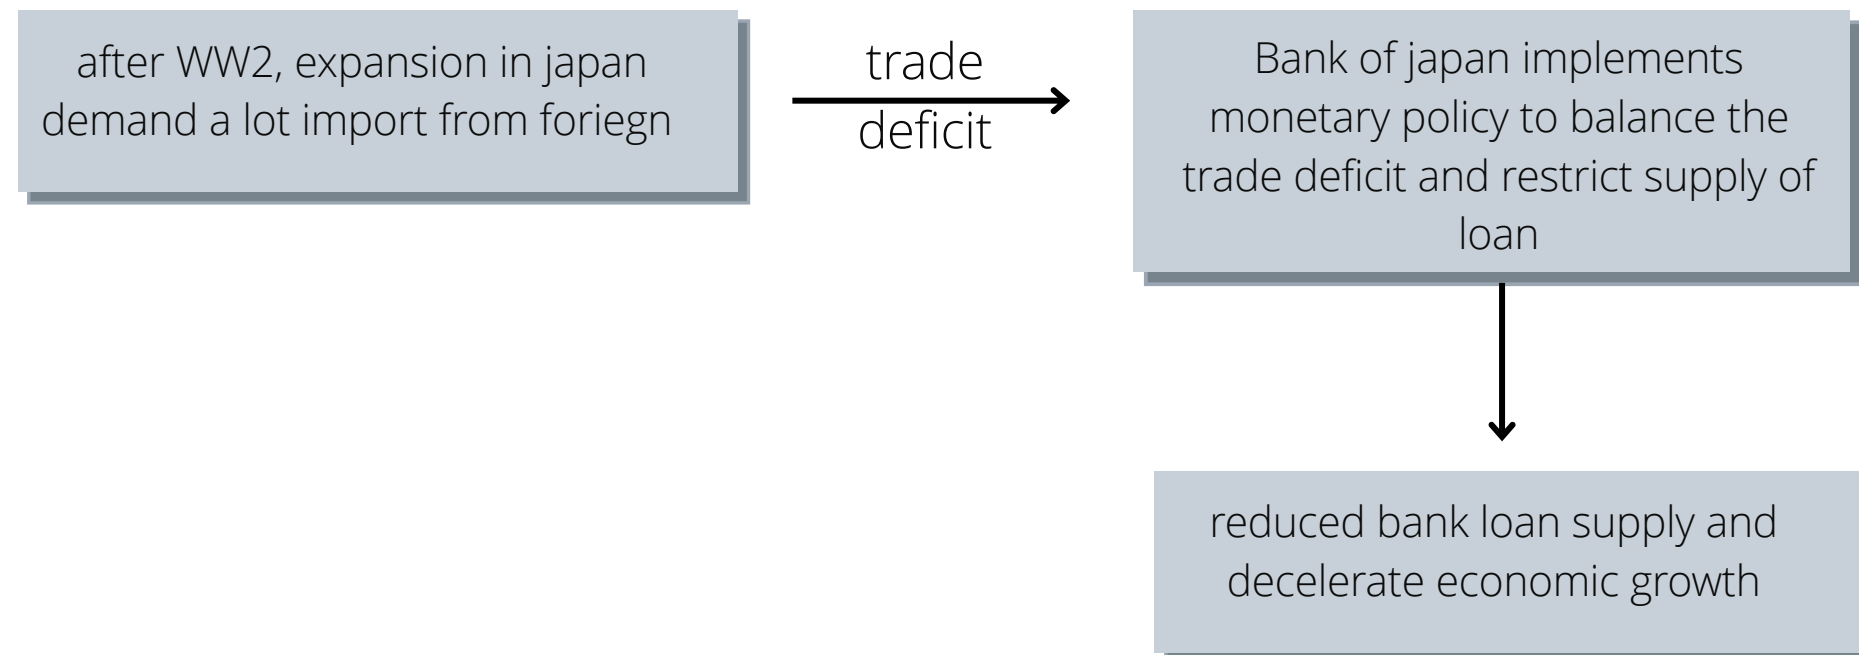 after WW2, expansion in japan
demand a lot import from foriegn
trade
deficit
Bank of japan implements
monetary policy to balance the
trade deficit and restrict supply of
loan
reduced bank loan supply and
decelerate economic growth